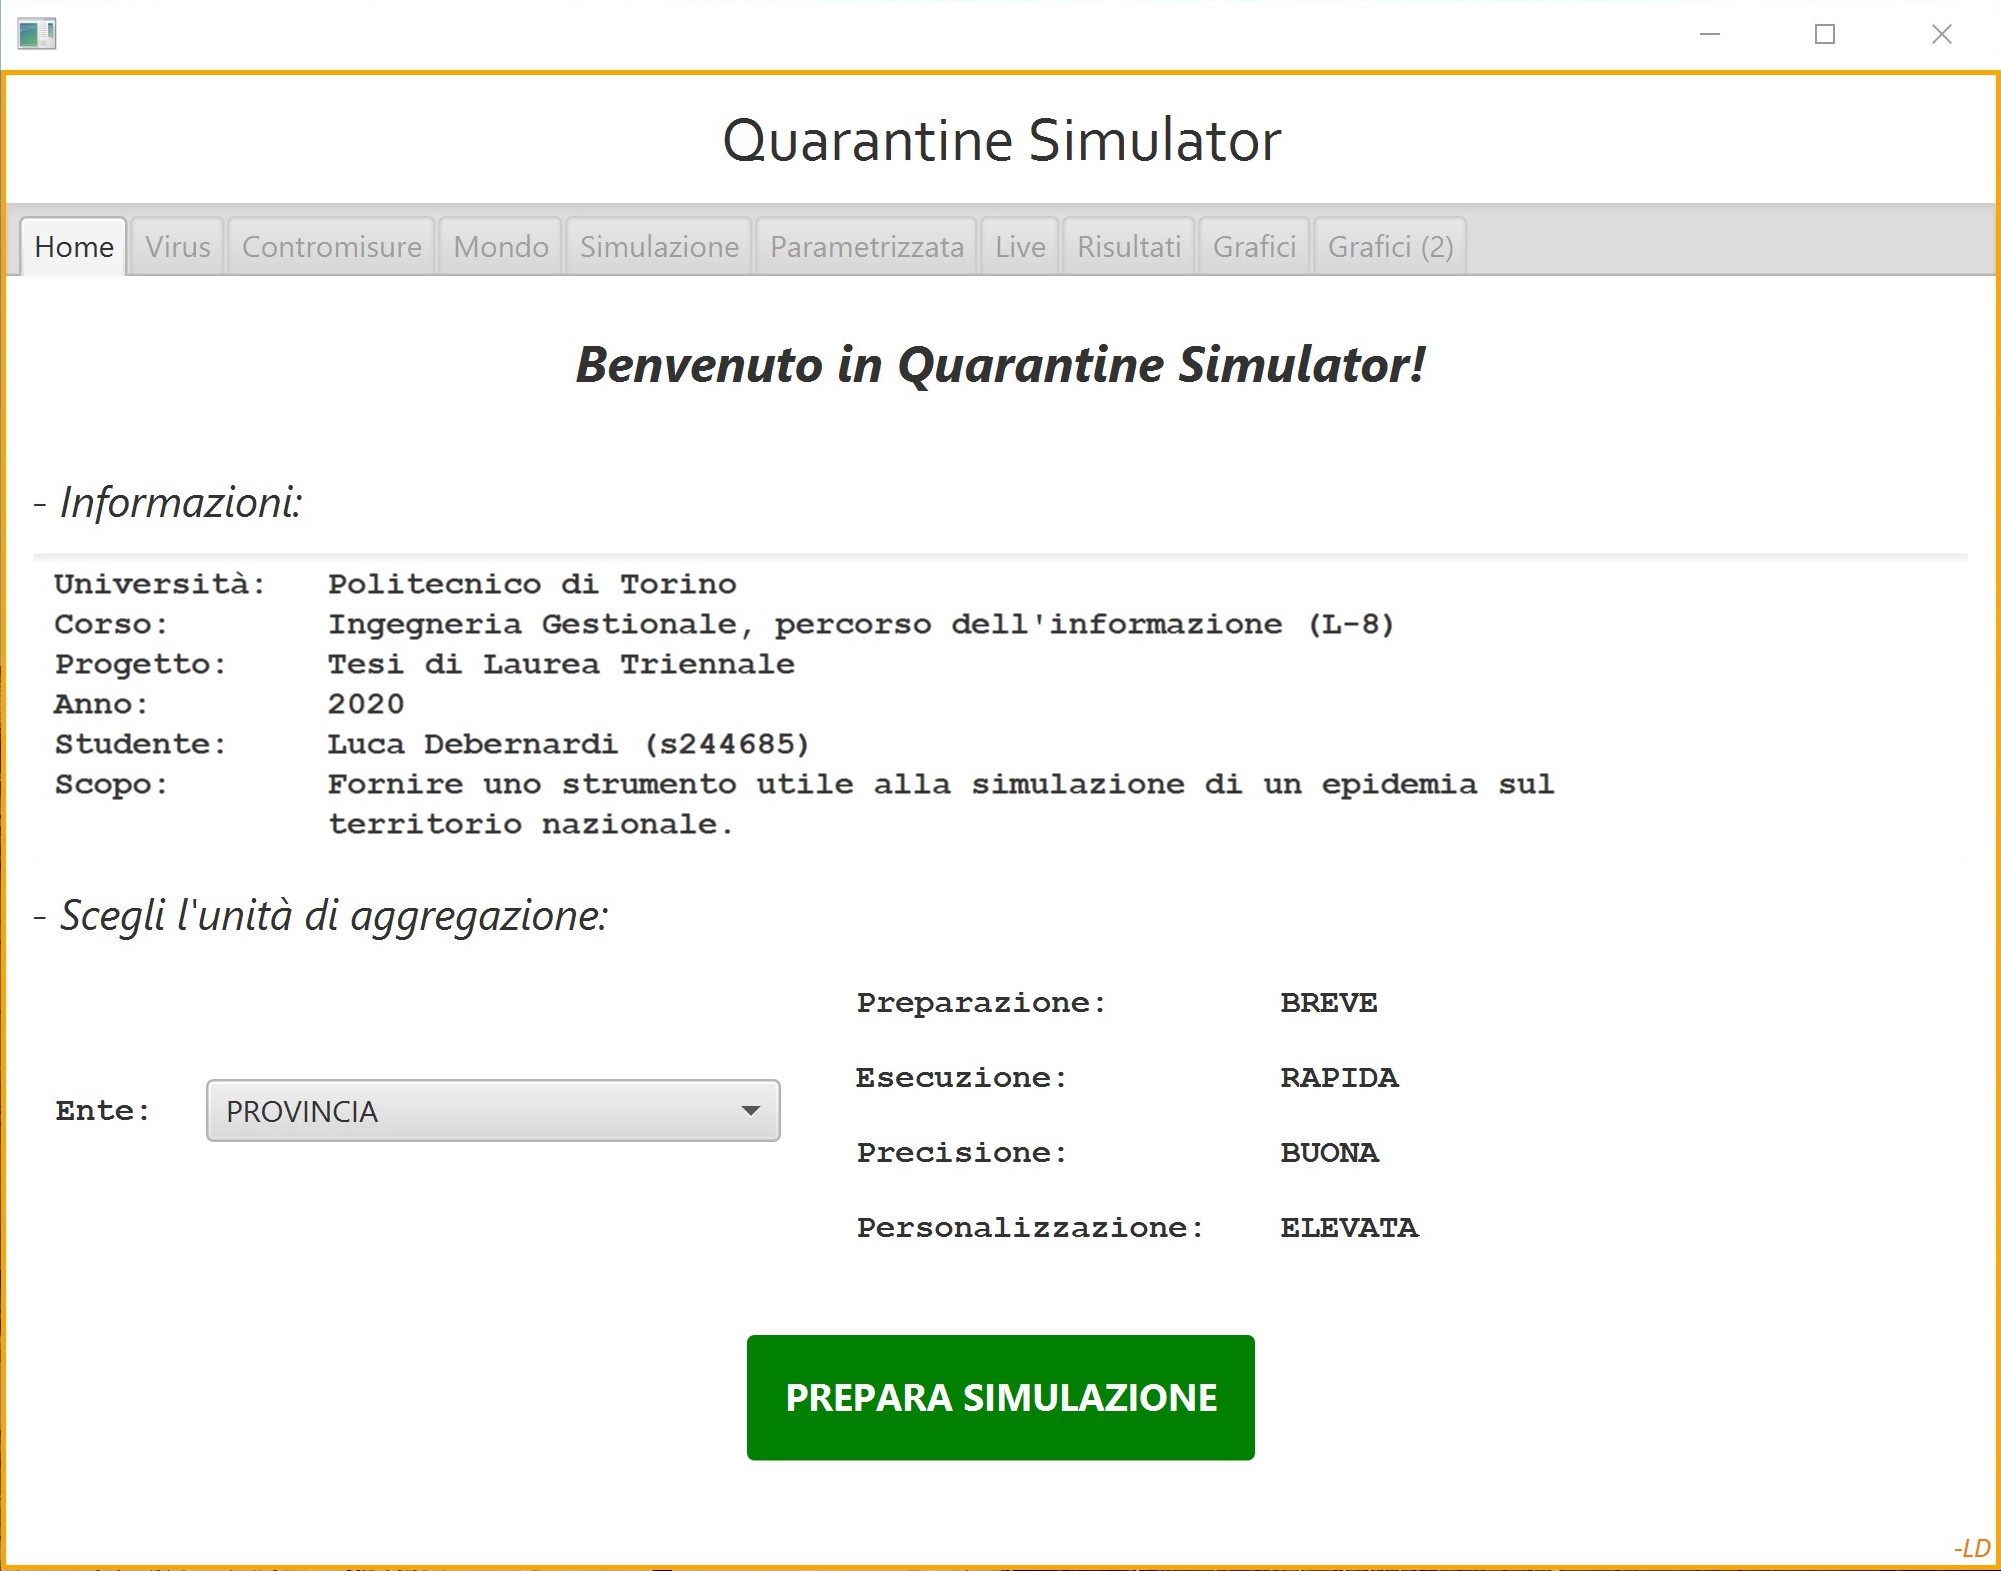 Quarantine Simulator
Home Virus Contromisure Mondo Simulazione Parametrizzata Live Risultati Grafici Grafici (2)
Benvenuto in Quarantine Simulator!
- Informazioni:
Università: Politecnico di Torino
Corso: Ingegneria Gestionale, percorso dell'informazione (L-8)
Progetto: Tesi di Laurea Triennale
Anno: 2020
Studente: Luca Debernardi (s244685)
Scopo: Fornire uno strumento utile alla simulazione di un epidemia sul
territorio nazionale.
- Scegli l'unità di aggregazione:
Ente: PROVINCIA
Preparazione: BREVE
Esecuzione: RAPIDA
Precisione: BUONA
Personalizzazione: ELEVATA
PREPARA SIMULAZIONE
-LD